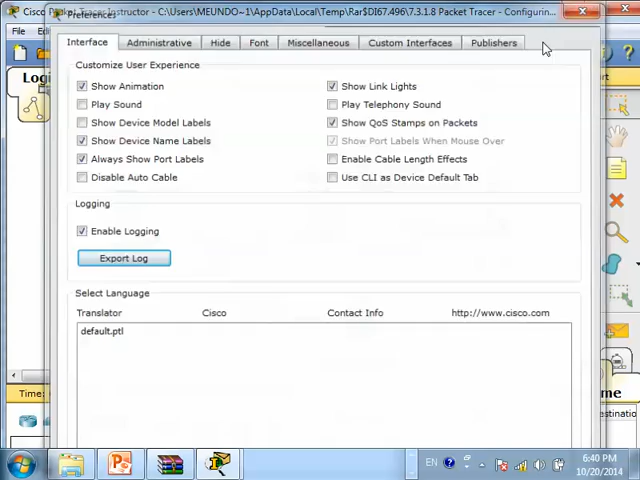 Cisco Packet Tracer Instructor - C:\Users\MEUNDO~1\AppData\Local\Temp\Rar$DI67.496\7.3.1.8 Packet Tracer - Configurin...
Preferences
File
Interface
Administrative
Hide
Font
Miscellaneous
Custom Interfaces
Publishers
Customize User Experience
Show Animation
Show Link Lights
Play Sound
Play Telephony Sound
Show Device Model Labels
Show QoS Stamps on Packets
Show Device Name Labels
Show Port Labels When Mouse Over
Always Show Port Labels
Enable Cable Length Effects
Disable Auto Cable
Use CLI as Device Default Tab
Logging
Enable Logging
Export Log
Select Language
Translator Cisco Contact Info http://www.cisco.com
default.ptl
Time:
EN
6:40 PM
10/20/2014